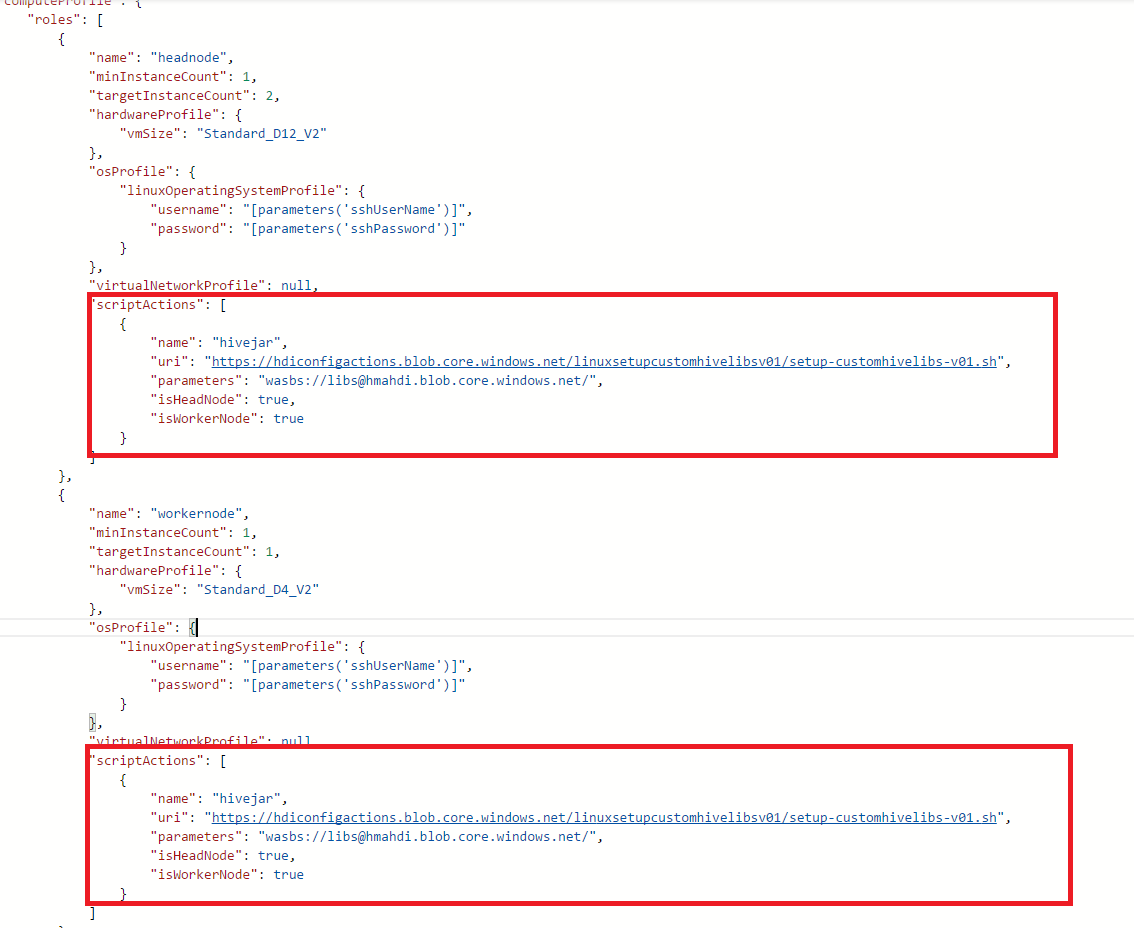 computeProfile": {
"roles": [
{
"name": "headnode",
"minInstanceCount": 1,
"targetInstanceCount": 2,
"hardwareProfile": {
"vmSize": "Standard_D12_V2"
},
"osProfile": {
"linuxOperatingSystemProfile": {
"username": "[parameters('sshUserName')]",
"password": "[parameters('sshPassword')]"
}
},
"virtualNetworkProfile": null,
"scriptActions": [
{
"name": "hivejar",
"uri": "https://hdiconfigactions.blob.core.windows.net/linuxsetupcustomhivelibsv01/setup-customhivelibs-v01.sh",
"parameters": "wasbs://libs@hmahdi.blob.core.windows.net/",
"isHeadNode": true,
"isWorkerNode": true
}
]
},
{
"name": "workernode",
"minInstanceCount": 1,
"targetInstanceCount": 1,
"hardwareProfile": {
"vmSize": "Standard_D4_V2"
},
"osProfile": {
"linuxOperatingSystemProfile": {
"username": "[parameters('sshUserName')]",
"password": "[parameters('sshPassword')]"
}
},
"virtualNetworkProfile": null
"scriptActions": [
{
"name": "hivejar",
"uri": "https://hdiconfigactions.blob.core.windows.net/linuxsetupcustomhivelibsv01/setup-customhivelibs-v01.sh",
"parameters": "wasbs://libs@hmahdi.blob.core.windows.net/",
"isHeadNode": true,
"isWorkerNode": true
}
]